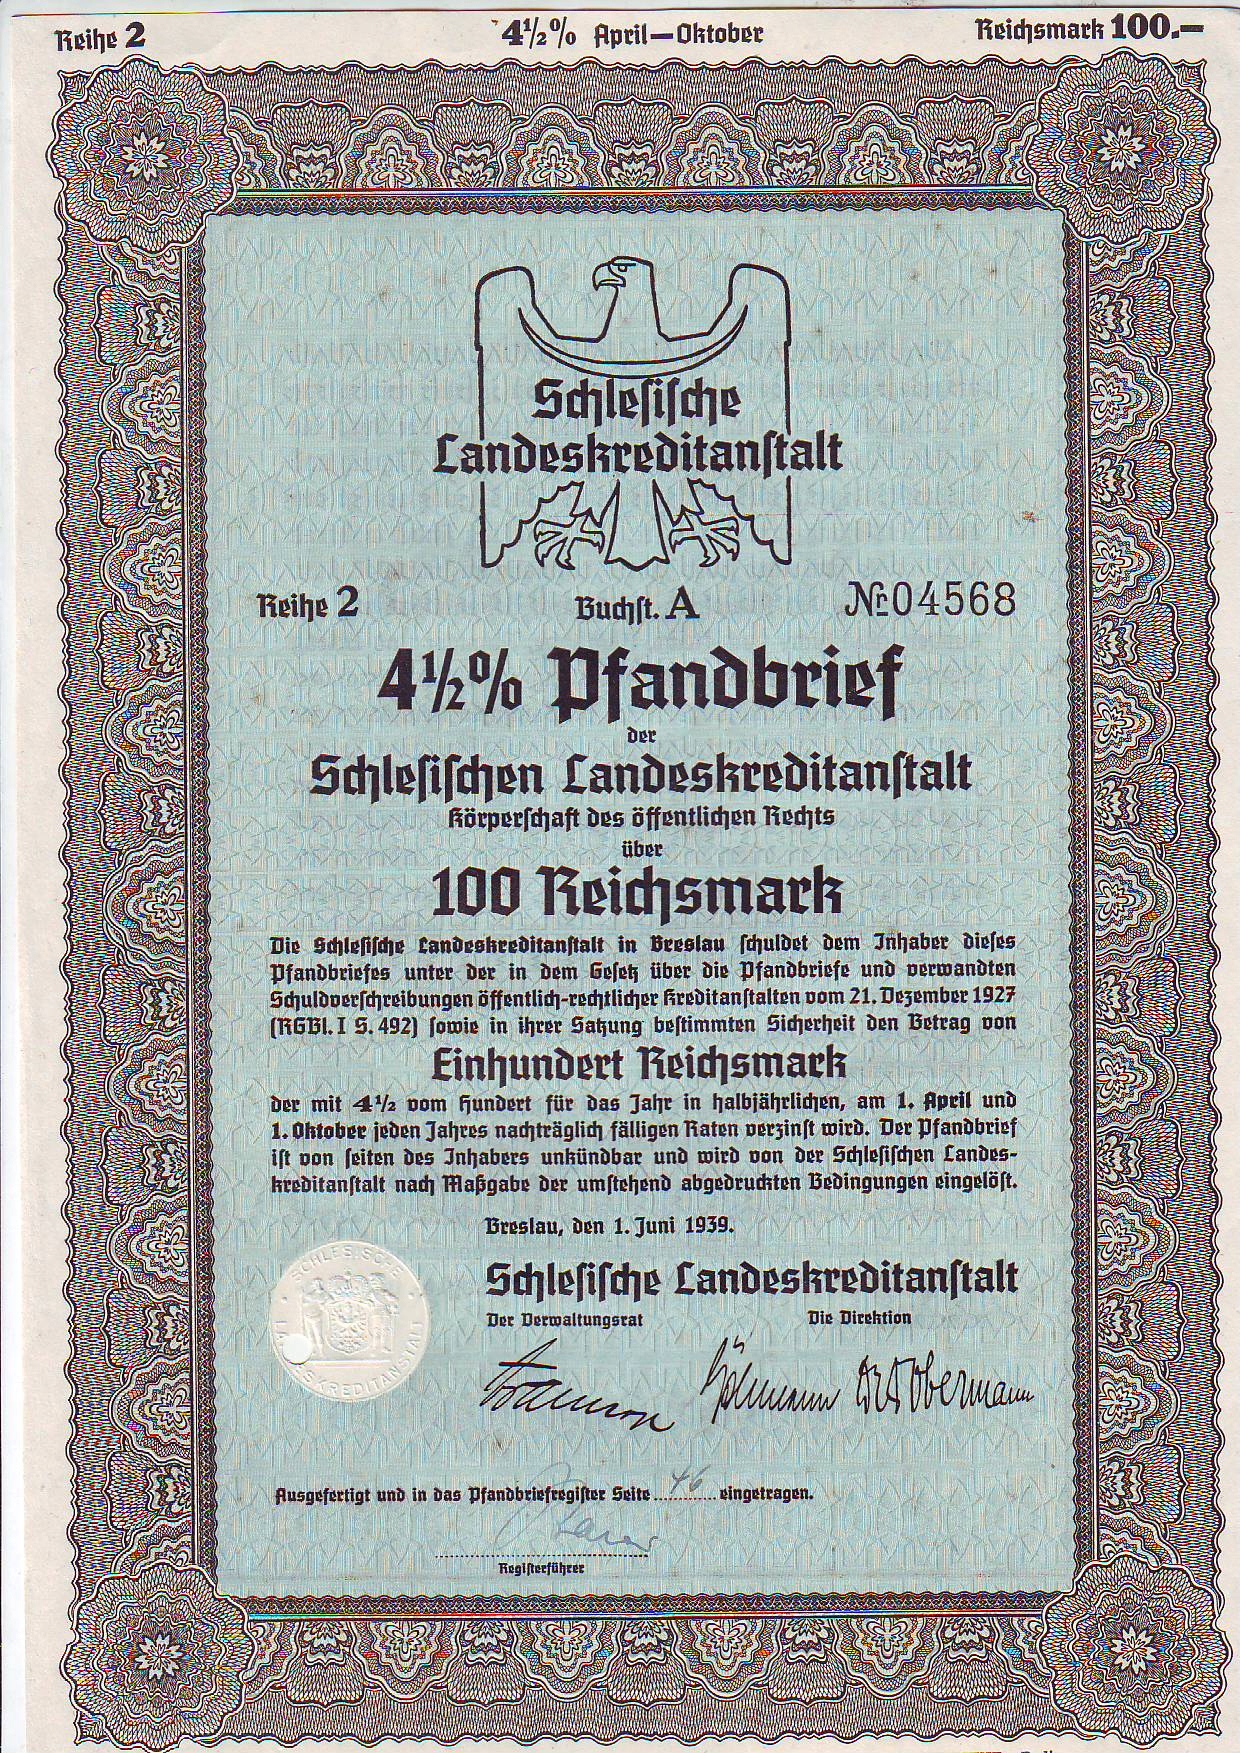 Reihe 2 4½% April—Oktober Reichsmark 100.—
Schlesische
Landeskreditanstalt
Reihe 2 Buchst. A № 04568
4½% Pfandbrief
der
Schlesischen Landeskreditanstalt
Körperschaft des öffentlichen Rechts
über
100 Reichsmark
Die Schlesische Landeskreditanstalt in Breslau schuldet dem Inhaber dieses
Pfandbriefes unter der in dem Gesetz über die Pfandbriefe und verwandten
Schuldverschreibungen öffentlich-rechtlicher Kreditanstalten vom 21. Dezember 1927
(RGBl. I S. 492) sowie in ihrer Satzung bestimmten Sicherheit den Betrag von
Einhundert Reichsmark
der mit 4½ vom Hundert für das Jahr in halbjährlichen, am 1. April und
1. Oktober jeden Jahres nachträglich fälligen Raten verzinst wird. Der Pfandbrief
ist von seiten des Inhabers unkündbar und wird von der Schlesischen Landes-
kreditanstalt nach Maßgabe der umstehend abgedruckten Bedingungen eingelöst.
Breslau, den 1. Juni 1939.
SCHLESISCHE LANDESKREDITANSTALT
Schlesische Landeskreditanstalt
Der Verwaltungsrat Die Direktion
Obermann
Ausgefertigt und in das Pfandbriefregister Seite 46 eingetragen.
Registerführer